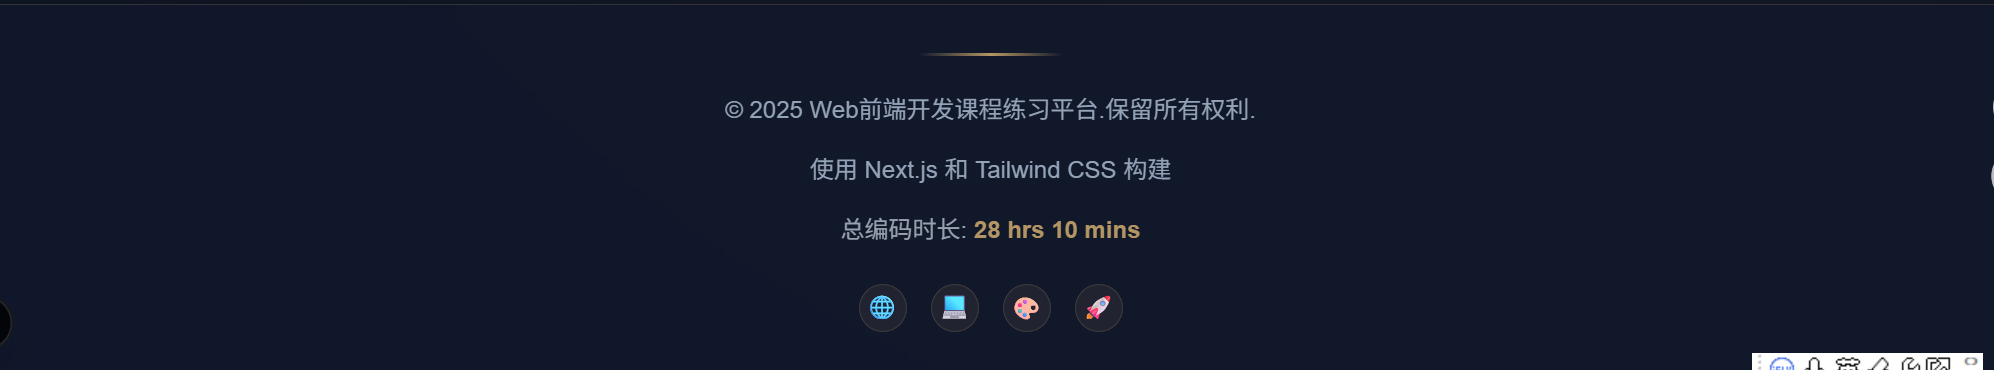 © 2025 Web前端开发课程练习平台.保留所有权利.
使用 Next.js 和 Tailwind CSS 构建
总编码时长: 28 hrs 10 mins